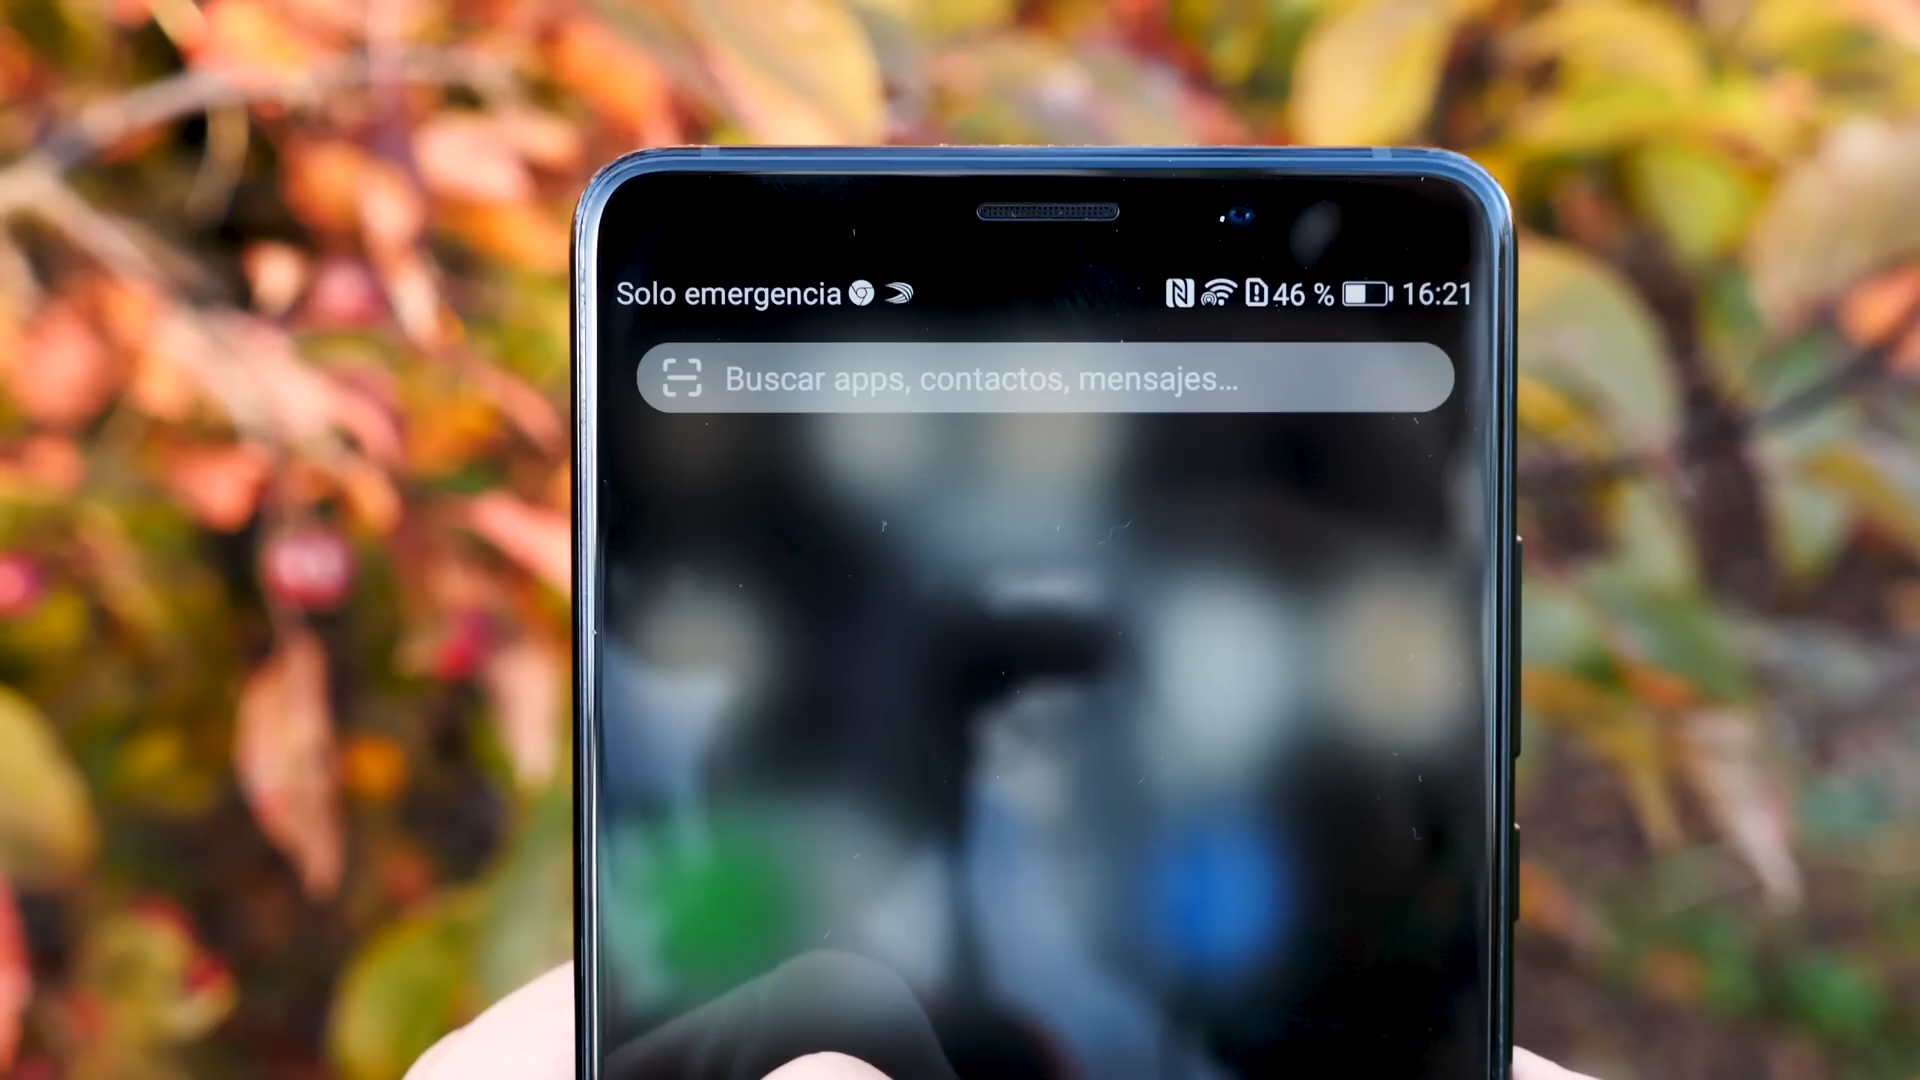 Solo emergencia 46 % 16:21
Buscar apps, contactos, mensajes...